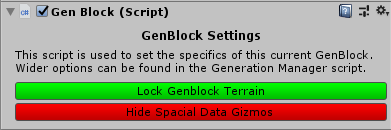 Gen Block (Script)
GenBlock Settings
This script is used to set the specifics of this current GenBlock.
Wider options can be found in the Generation Manager script.
Lock Genblock Terrain
Hide Spacial Data Gizmos